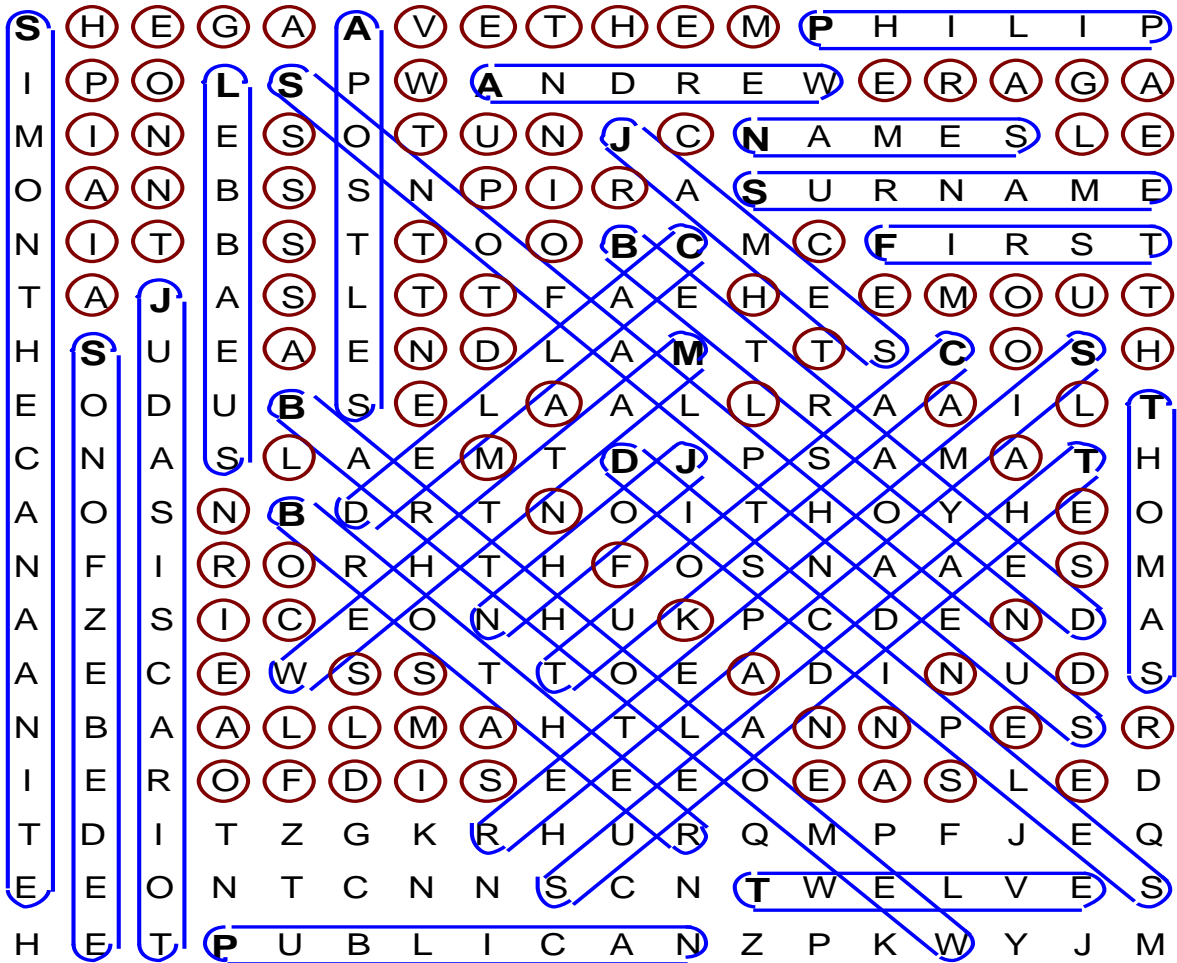 S H E G A A V E T H E M P H I L I P
I P O L S P W A N D R E W E R A G A
M I N E S O T U N J C N A M E S L E
O A N B S S N P I R A S U R N A M E
N I T B S T T O O B C M C F I R S T
T A J A S L T T F A E H E E M O U T
H S U E A E N D L A M T T S C O S H
E O D U B S E L A A L L R A A I L T
C N A S L A E M T D J P S A M A T H
A O S N B D R T N O I T H O Y H E O
N F I R O R H T H F O S N A A E S M
A Z S I C E O N H U K P C D E N D A
A E C E W S S T T O E A D I N U D S
N B A A L L M A H T L A N N P E S R
I E R O F D I S E E E O E A S L E D
T D I T Z G K R H U R Q M P F J E Q
E E O N T C N N S C N T W E L V E S
H E T P U B L I C A N Z P K W Y J M